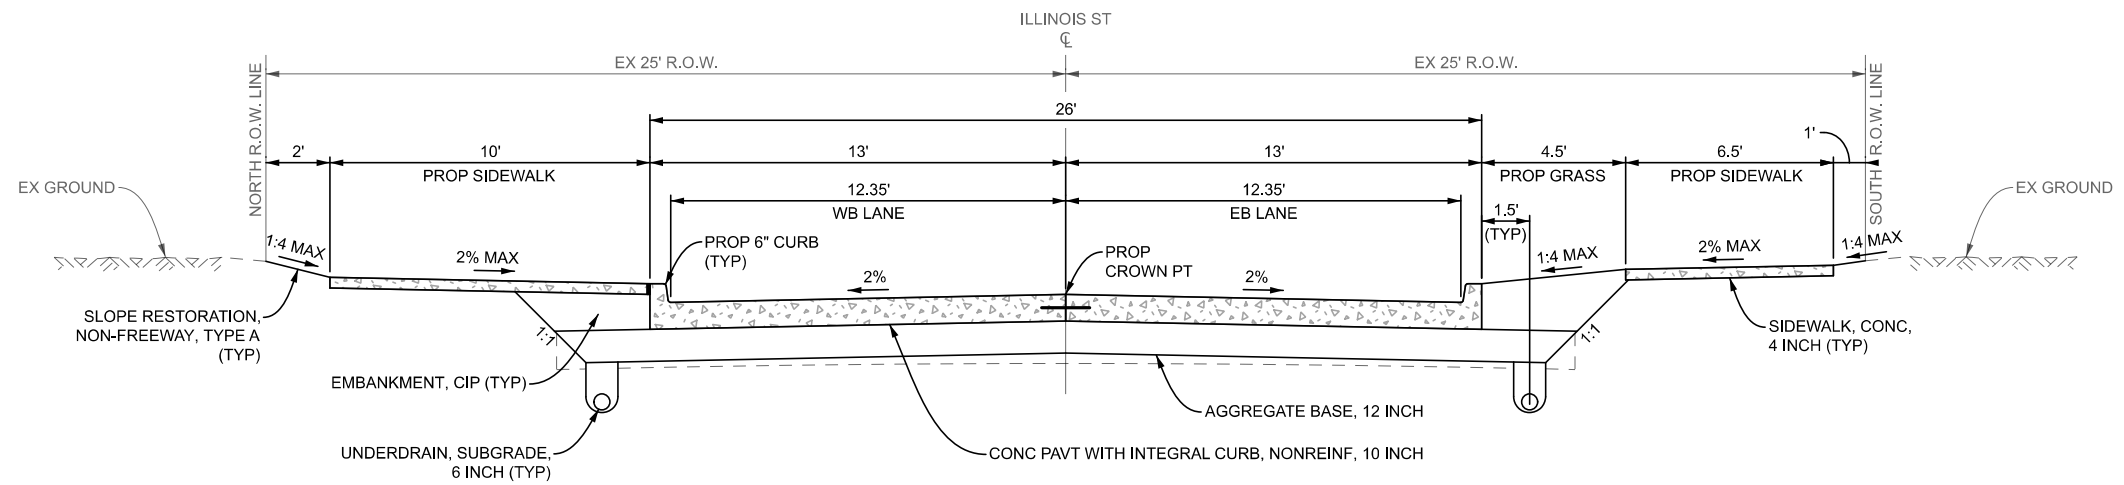 ILLINOIS ST
℄
EX 25' R.O.W.
EX 25' R.O.W.
NORTH R.O.W. LINE
SOUTH R.O.W. LINE
26'
2'
10'
PROP SIDEWALK
13'
13'
4.5'
PROP GRASS
6.5'
PROP SIDEWALK
1'
12.35'
WB LANE
12.35'
EB LANE
1.5'
(TYP)
EX GROUND
EX GROUND
1:4 MAX
2% MAX
PROP 6" CURB
(TYP)
2%
PROP
CROWN PT
2%
1:4 MAX
2% MAX
1:4 MAX
SLOPE RESTORATION,
NON-FREEWAY, TYPE A
(TYP)
1:1
1:1
SIDEWALK, CONC,
4 INCH (TYP)
EMBANKMENT, CIP (TYP)
AGGREGATE BASE, 12 INCH
UNDERDRAIN, SUBGRADE,
6 INCH (TYP)
CONC PAVT WITH INTEGRAL CURB, NONREINF, 10 INCH